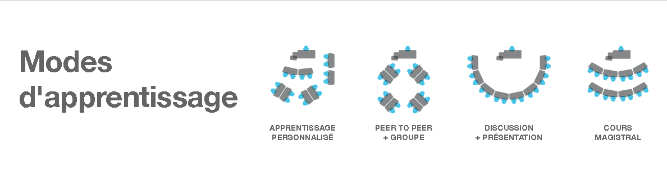 Modes
d'apprentissage
APPRENTISSAGE
PERSONNALISÉ
PEER TO PEER
+ GROUPE
DISCUSSION
+ PRÉSENTATION
COURS
MAGISTRAL